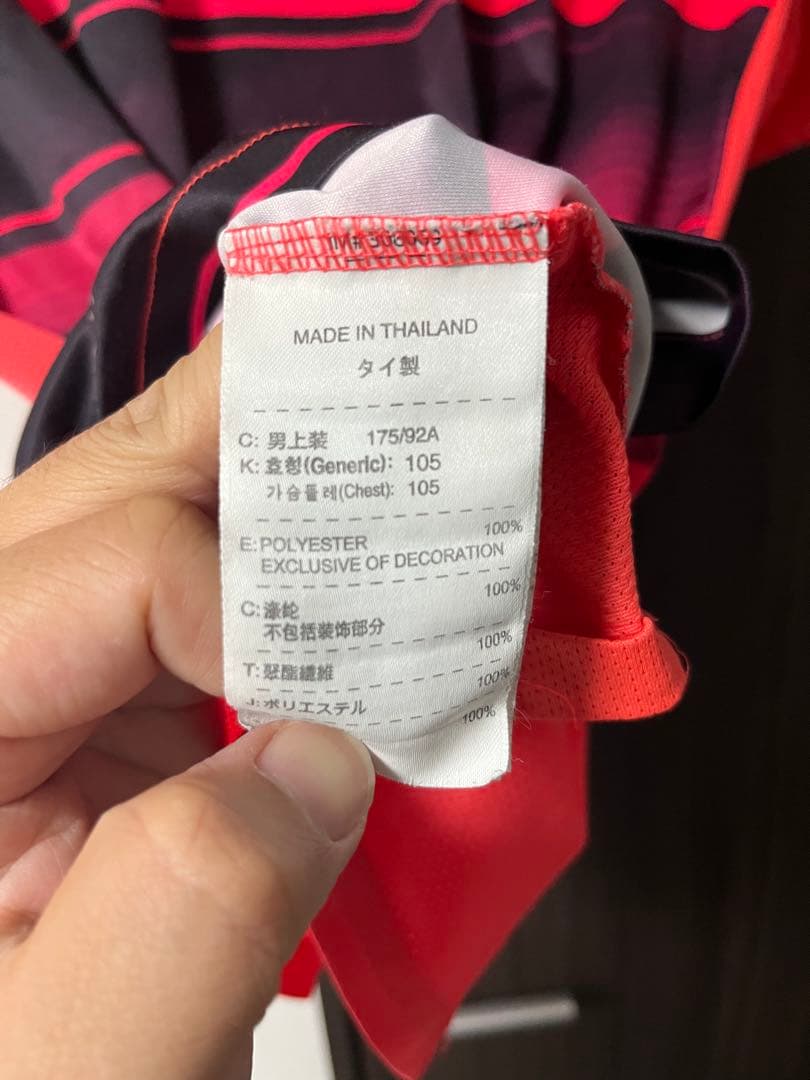 IM# 308069
MADE IN THAILAND
タイ製
C: 男上装 175/92A
K: 호칭(Generic): 105
가슴둘레(Chest): 105
E: POLYESTER 100%
EXCLUSIVE OF DECORATION
C: 涤纶 100%
不包括装饰部分
T: 聚酯纖維 100%
J: ポリエステル 100%
100%